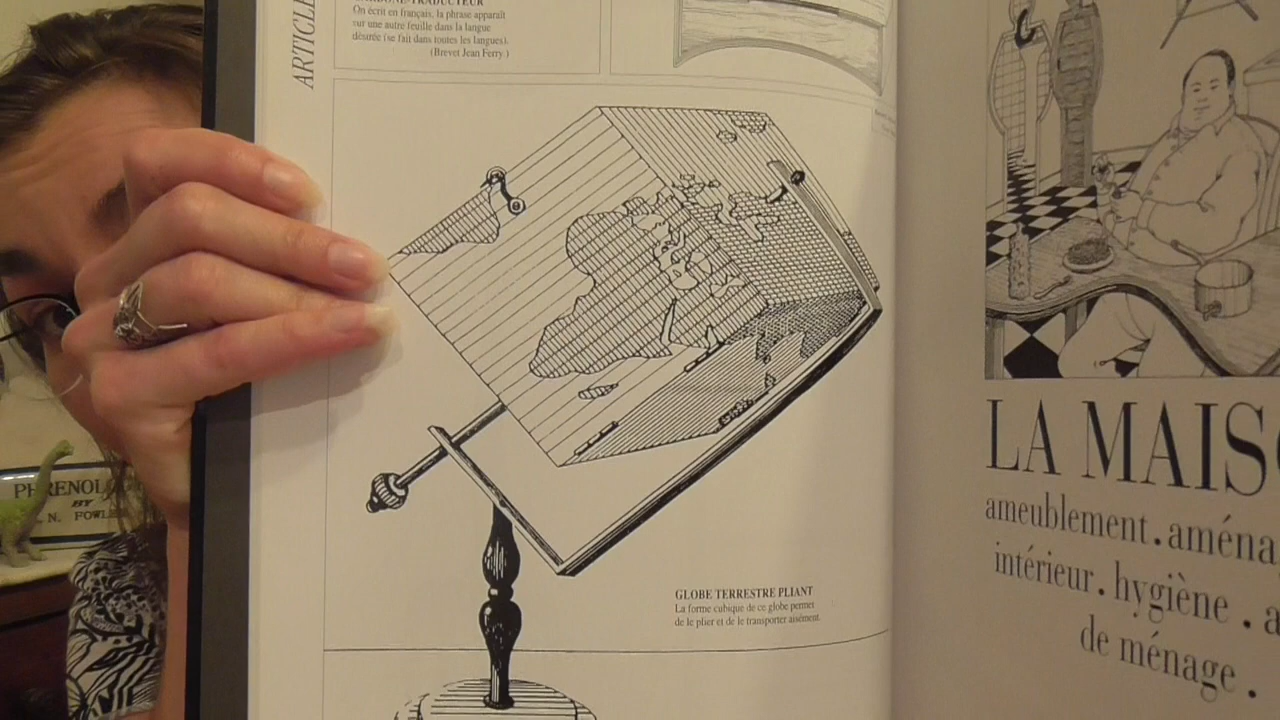 ARTICLE
On écrit en français, la phrase apparaît
sur une autre feuille dans la langue
désirée (se fait dans toutes les langues).
(Brevet Jean Ferry.)
GLOBE TERRESTRE PLIANT
La forme cubique de ce globe permet
de le plier et de le transporter aisément.
LA MAIS
ameublement. aména
intérieur. hygiène. a
de ménage.
PHRENOLO
BY
N. FOWLE